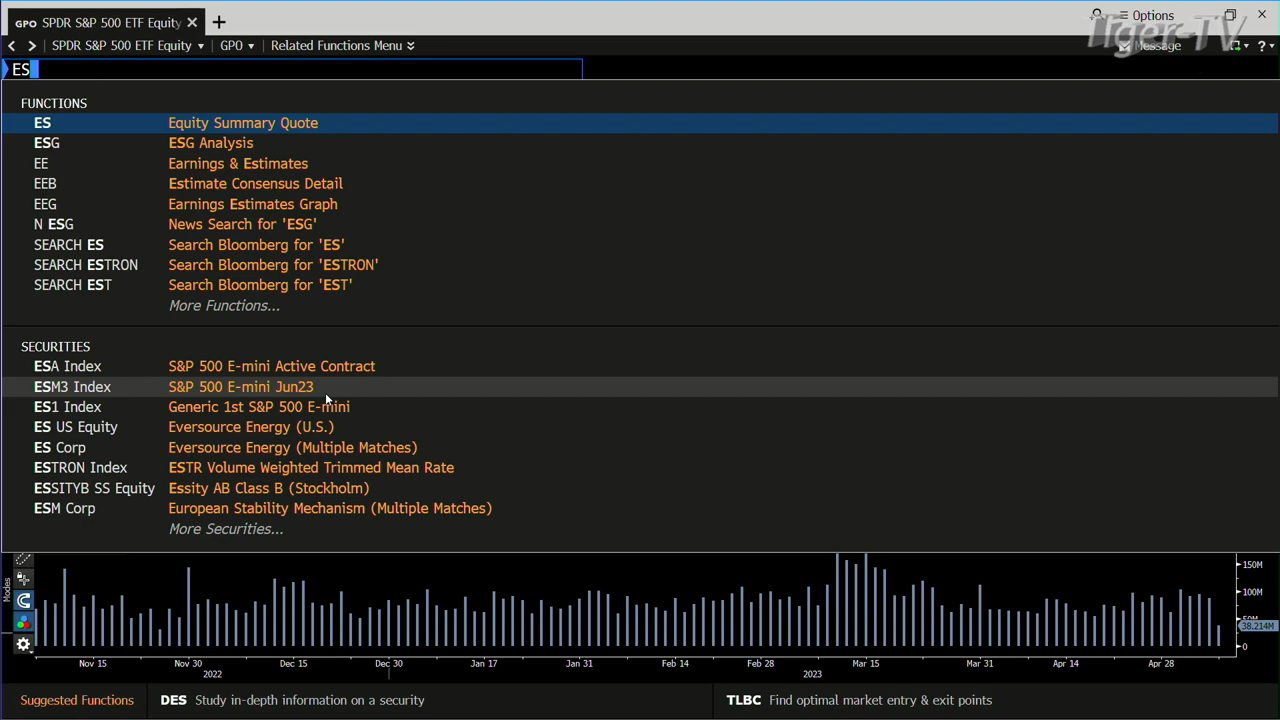 GPO SPDR S&P 500 ETF Equity
Options
SPDR S&P 500 ETF Equity GPO Related Functions Menu Message ?
Tiger-TV
ES
FUNCTIONS
ES Equity Summary Quote
ESG ESG Analysis
EE Earnings & Estimates
EEB Estimate Consensus Detail
EEG Earnings Estimates Graph
N ESG News Search for 'ESG'
SEARCH ES Search Bloomberg for 'ES'
SEARCH ESTRON Search Bloomberg for 'ESTRON'
SEARCH EST Search Bloomberg for 'EST'
More Functions...
SECURITIES
ESA Index S&P 500 E-mini Active Contract
ESM3 Index S&P 500 E-mini Jun23
ES1 Index Generic 1st S&P 500 E-mini
ES US Equity Eversource Energy (U.S.)
ES Corp Eversource Energy (Multiple Matches)
ESTRON Index ESTR Volume Weighted Trimmed Mean Rate
ESSITYB SS Equity Essity AB Class B (Stockholm)
ESM Corp European Stability Mechanism (Multiple Matches)
More Securities...
Modes
150M
100M
50M
38.214M
0
Nov 15 Nov 30 Dec 15 Dec 30 Jan 17 Jan 31 Feb 14 Feb 28 Mar 15 Mar 31 Apr 14 Apr 28
2022 2023
Suggested Functions DES Study in-depth information on a security TLBC Find optimal market entry & exit points